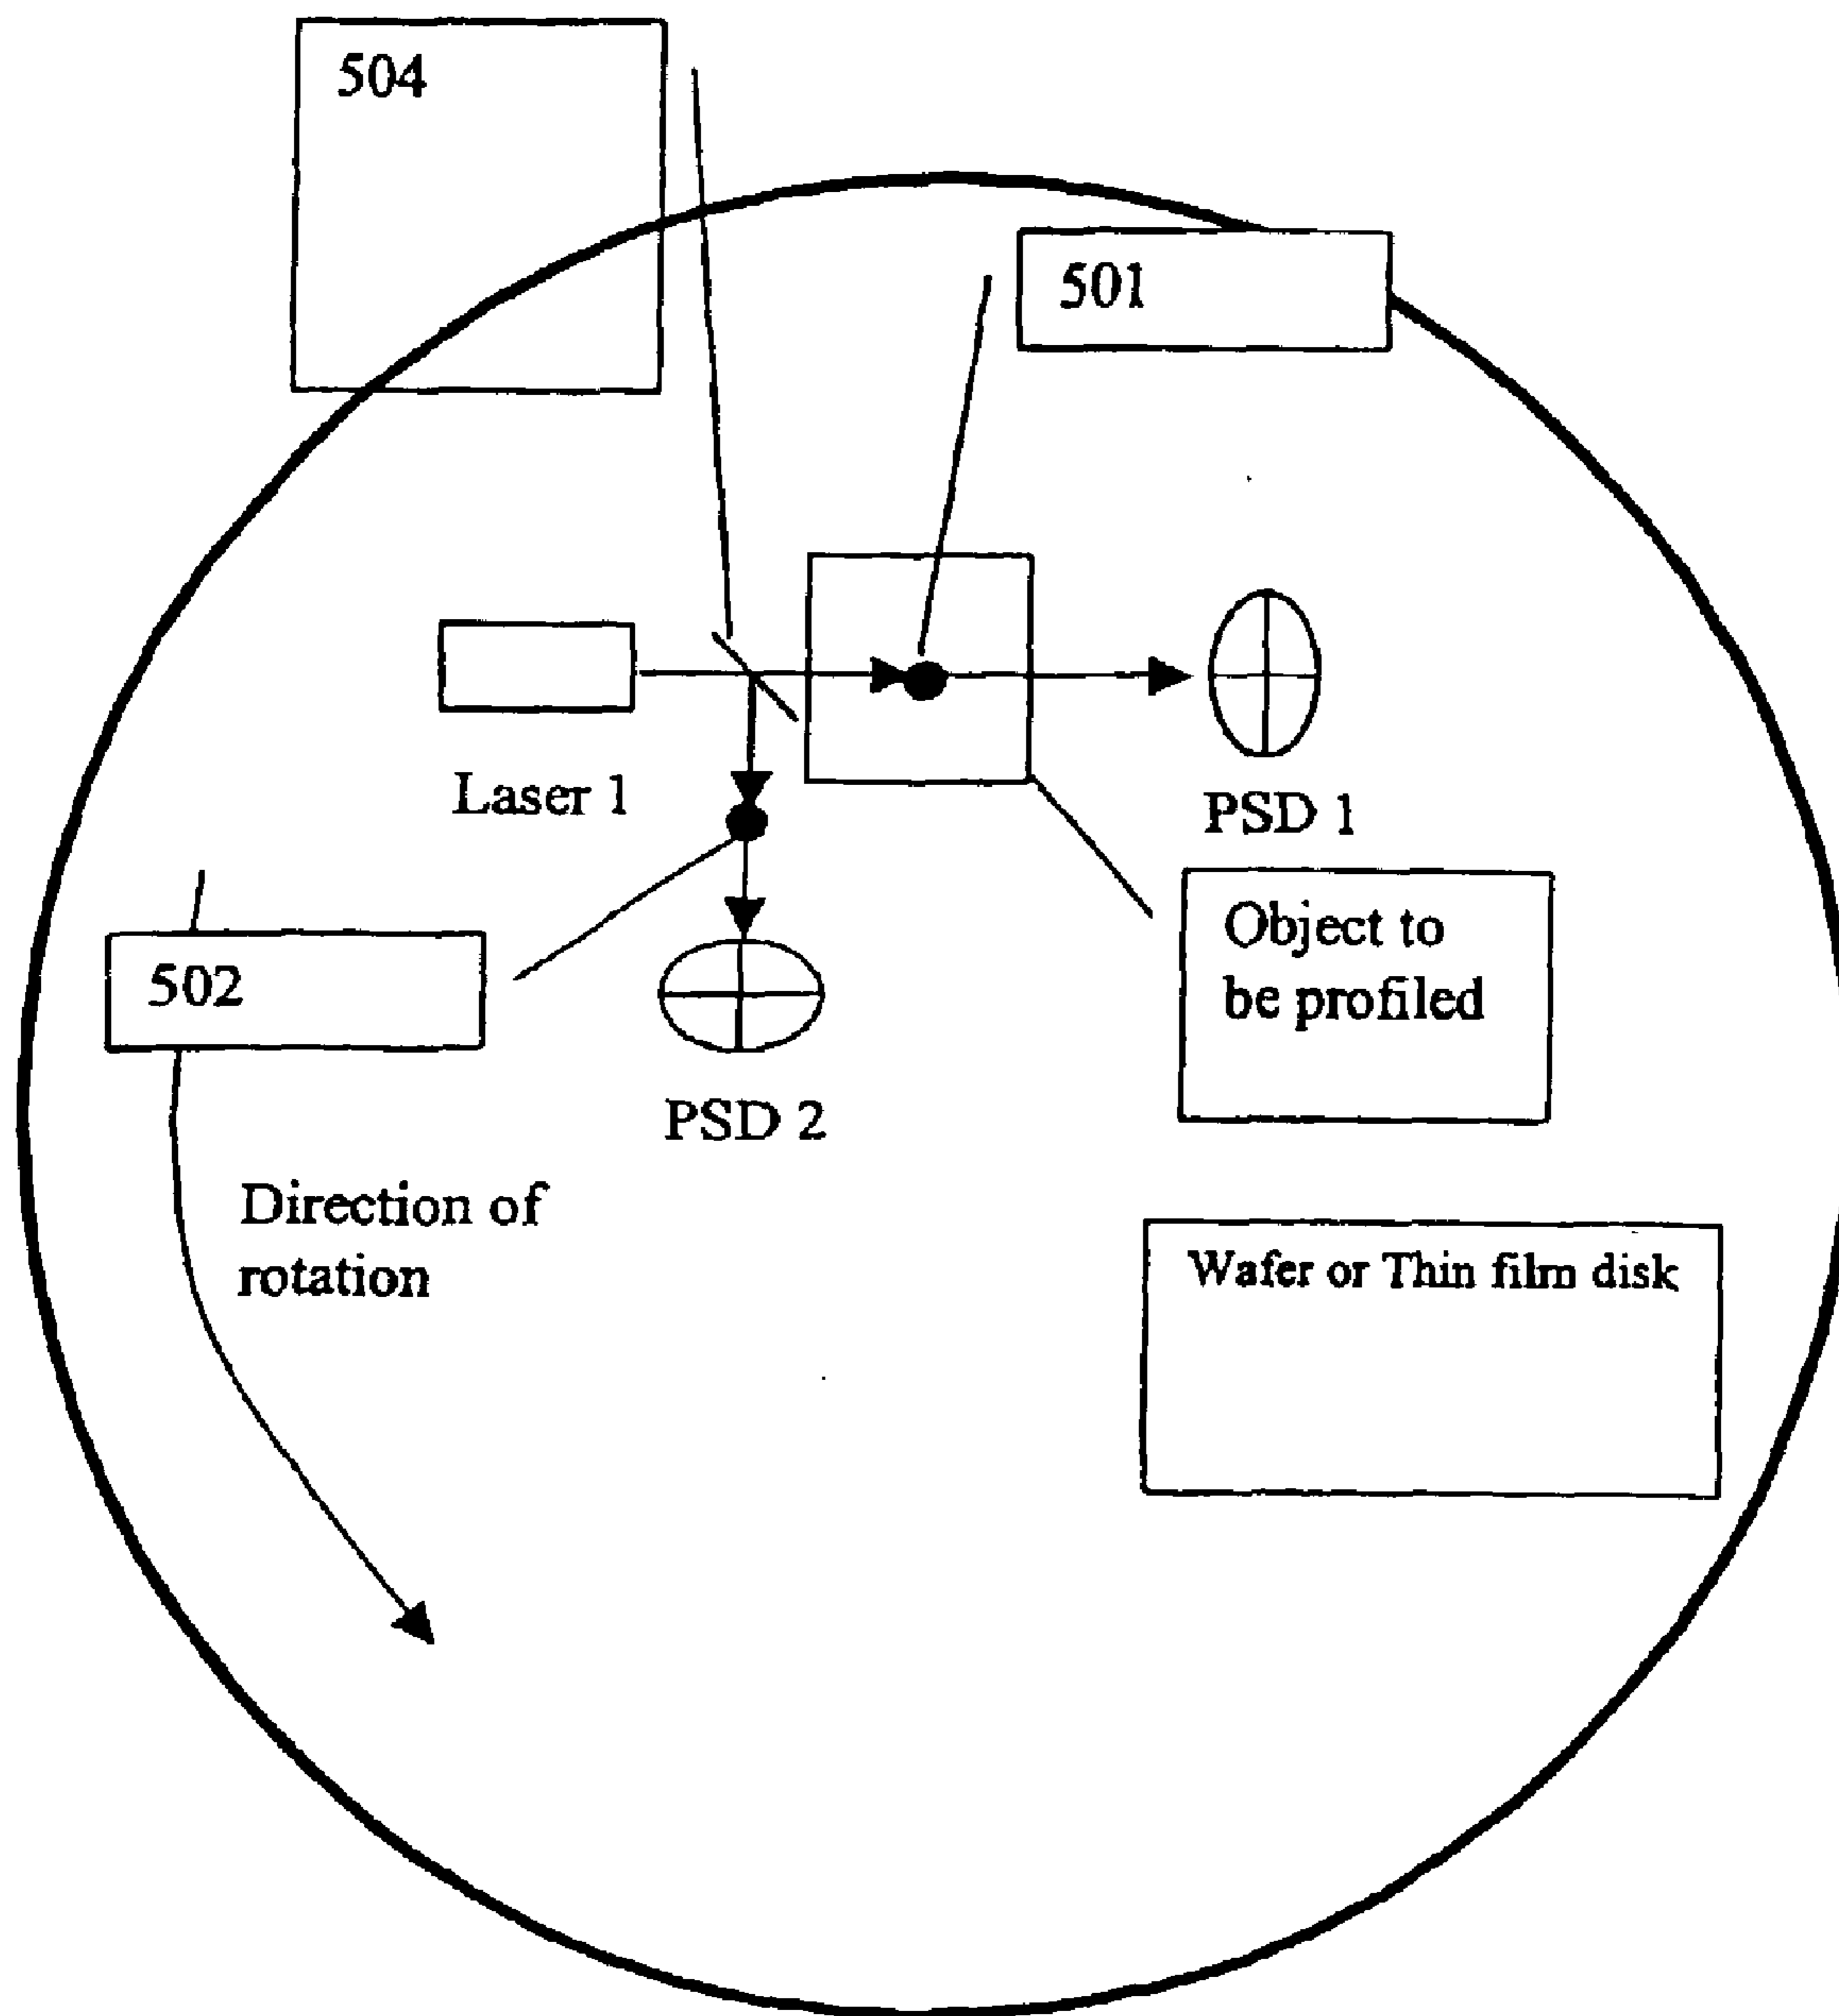 504
501
Laser 1
PSD 1
Object to
be profiled
502
PSD 2
Direction of
rotation
Wafer or Thin film disk